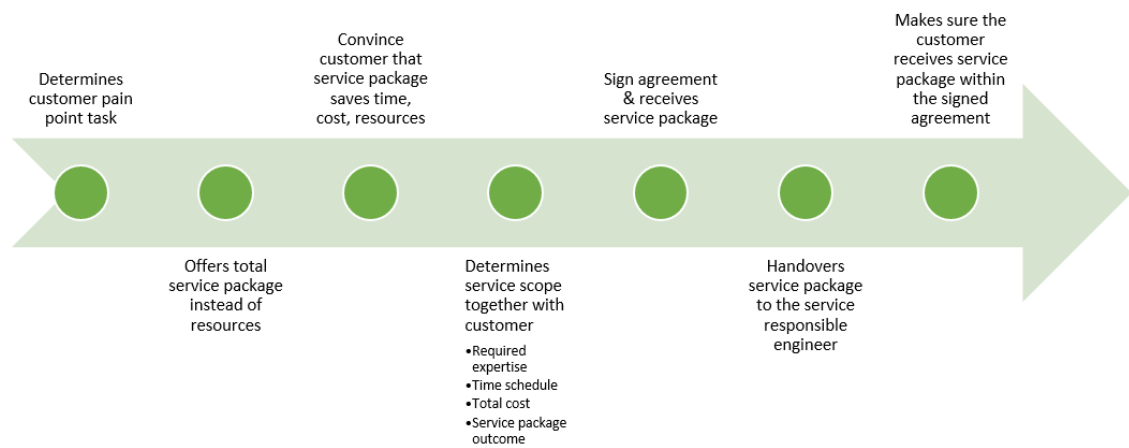 Determines
customer pain
point task
Offers total
service package
instead of
resources
Convince
customer that
service package
saves time,
cost, resources
Determines
service scope
together with
customer
•Required
expertise
•Time schedule
•Total cost
•Service package
outcome
Sign agreement
& receives
service package
Handovers
service package
to the service
responsible
engineer
Makes sure the
customer
receives service
package within
the signed
agreement